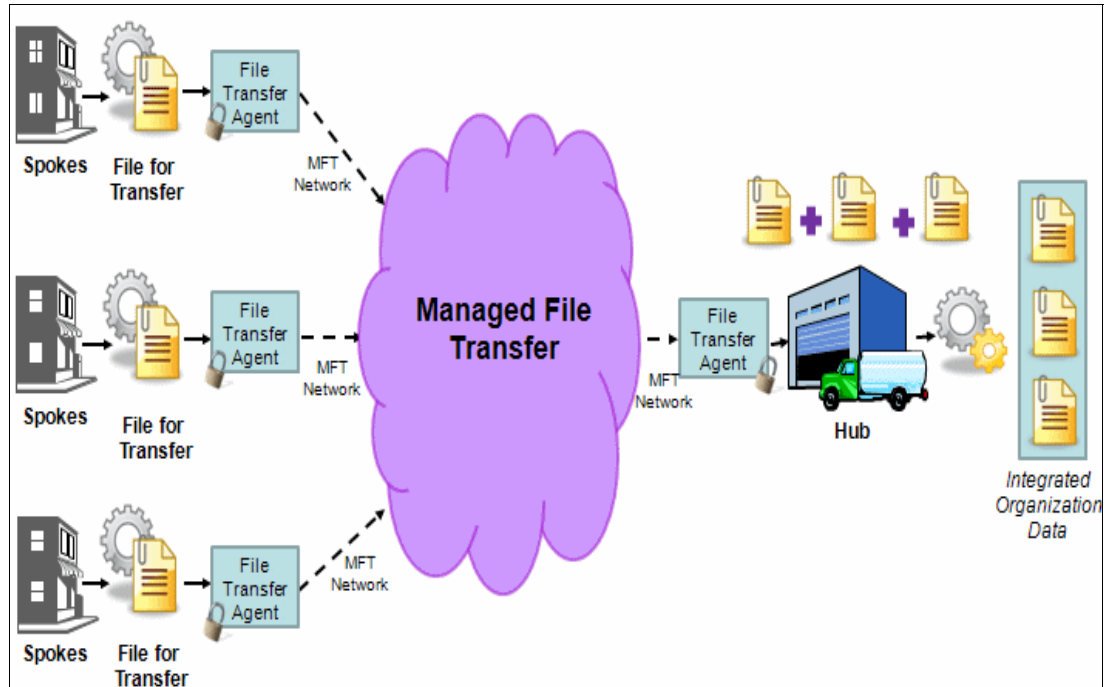 File
Transfer
Agent
Spokes
File for
Transfer
MFT
Network
File
Transfer
Agent
Spokes
File for
Transfer
MFT
Network
File
Transfer
Agent
Spokes
File for
Transfer
MFT
Network
Managed File
Transfer
File
Transfer
Agent
MFT
Network
Hub
Integrated
Organization
Data